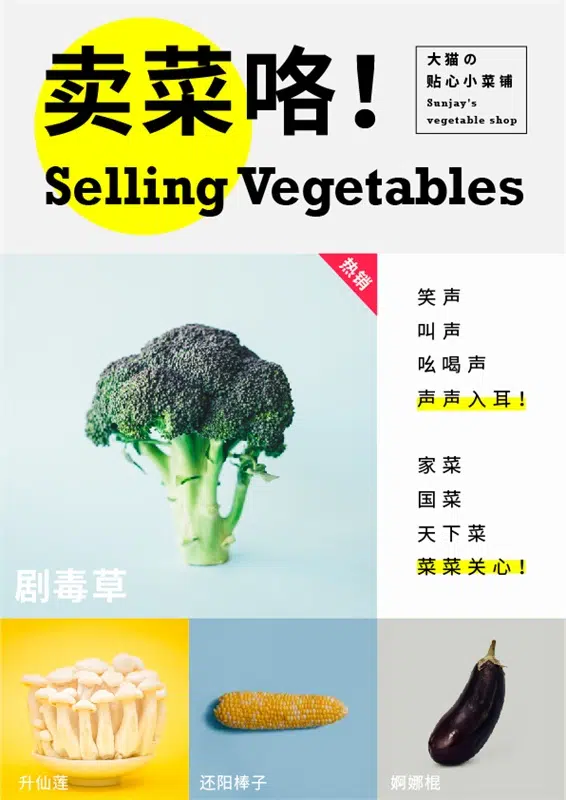 卖菜咯！
Selling Vegetables
大猫の
贴心小菜铺
Sunjay's
vegetable shop
热销
笑声
叫声
吆喝声
声声入耳！
家菜
国菜
天下菜
菜菜关心！
剧毒草
升仙莲
还阳棒子
婀娜棍